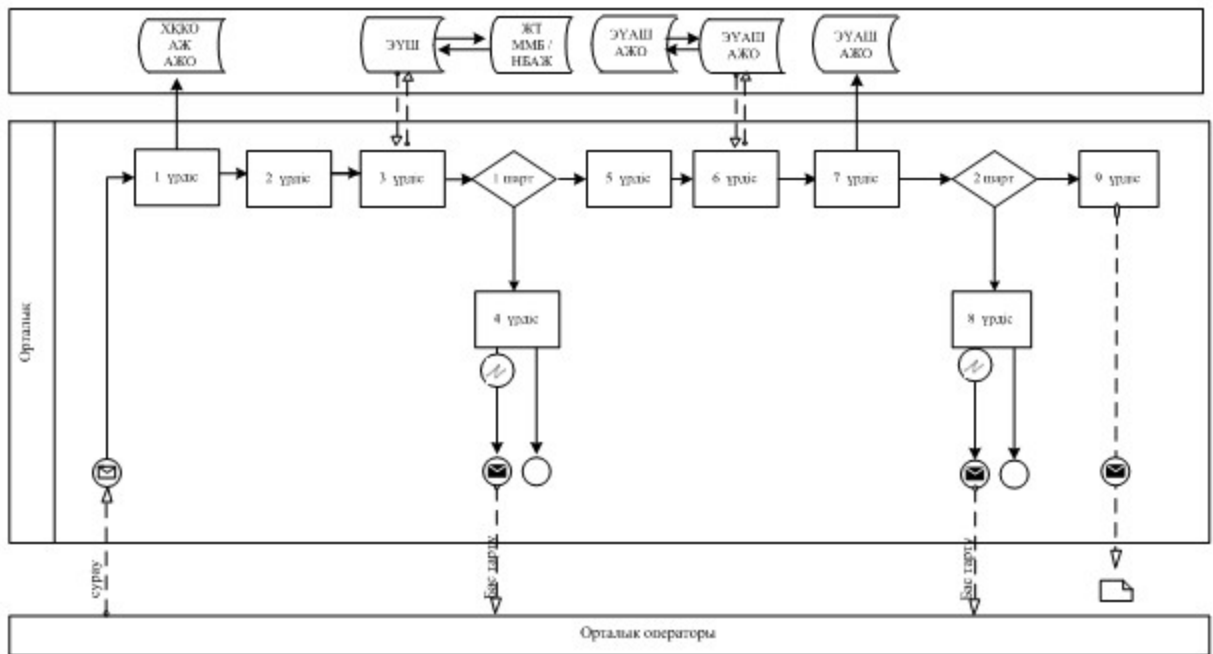 ХҚКО
АЖ
АЖО
ЭҮШ
ЖТ
ММБ /
НБАЖ
ЭҮАШ
АЖО
ЭҮАШ
АЖО
ЭҮАШ
АЖО
1 үрдіс
2 үрдіс
3 үрдіс
1 шарт
5 үрдіс
6 үрдіс
7 үрдіс
2 шарт
9 үрдіс
4 үрдіс
8 үрдіс
Орталық
сұрау
Бас тарту
Бас тарту
Орталық операторы